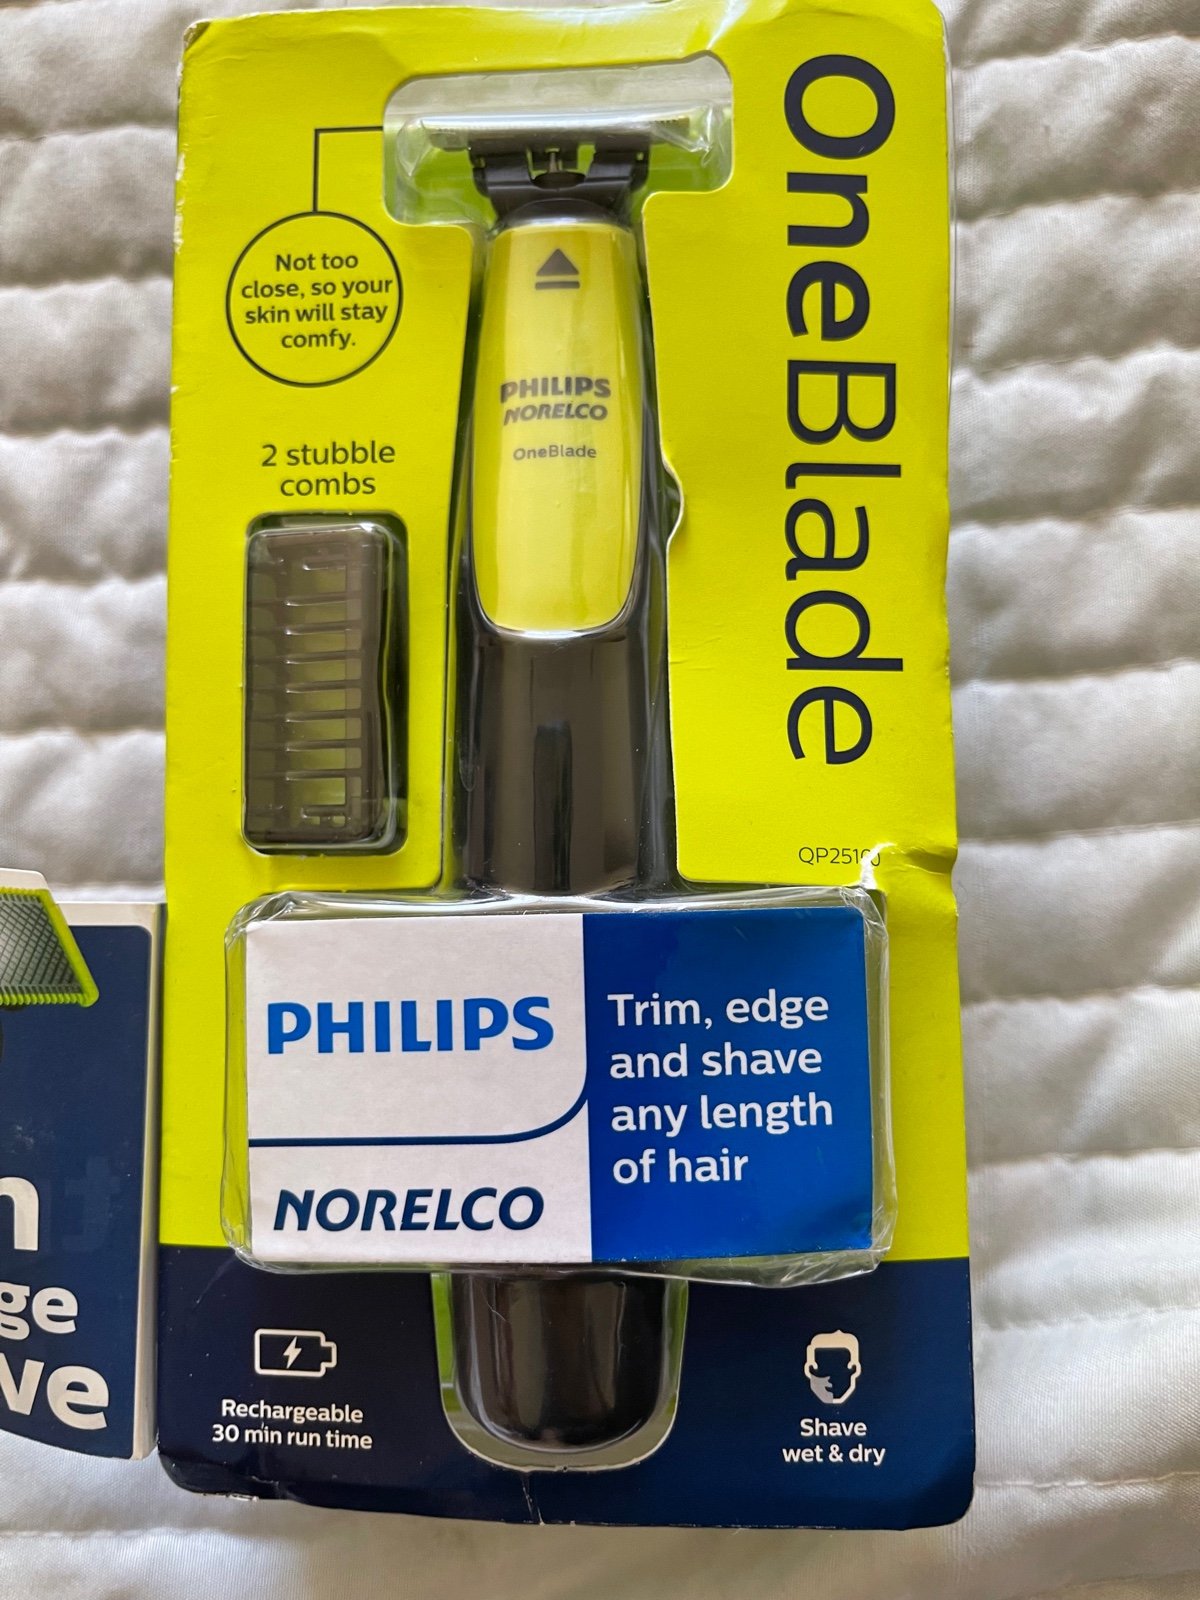 OneBlade
Not too
close, so your
skin will stay
comfy.
PHILIPS
NORELCO
OneBlade
2 stubble
combs
PHILIPS
NORELCO
Trim, edge
and shave
any length
of hair
Rechargeable
30 min run time
Shave
wet & dry